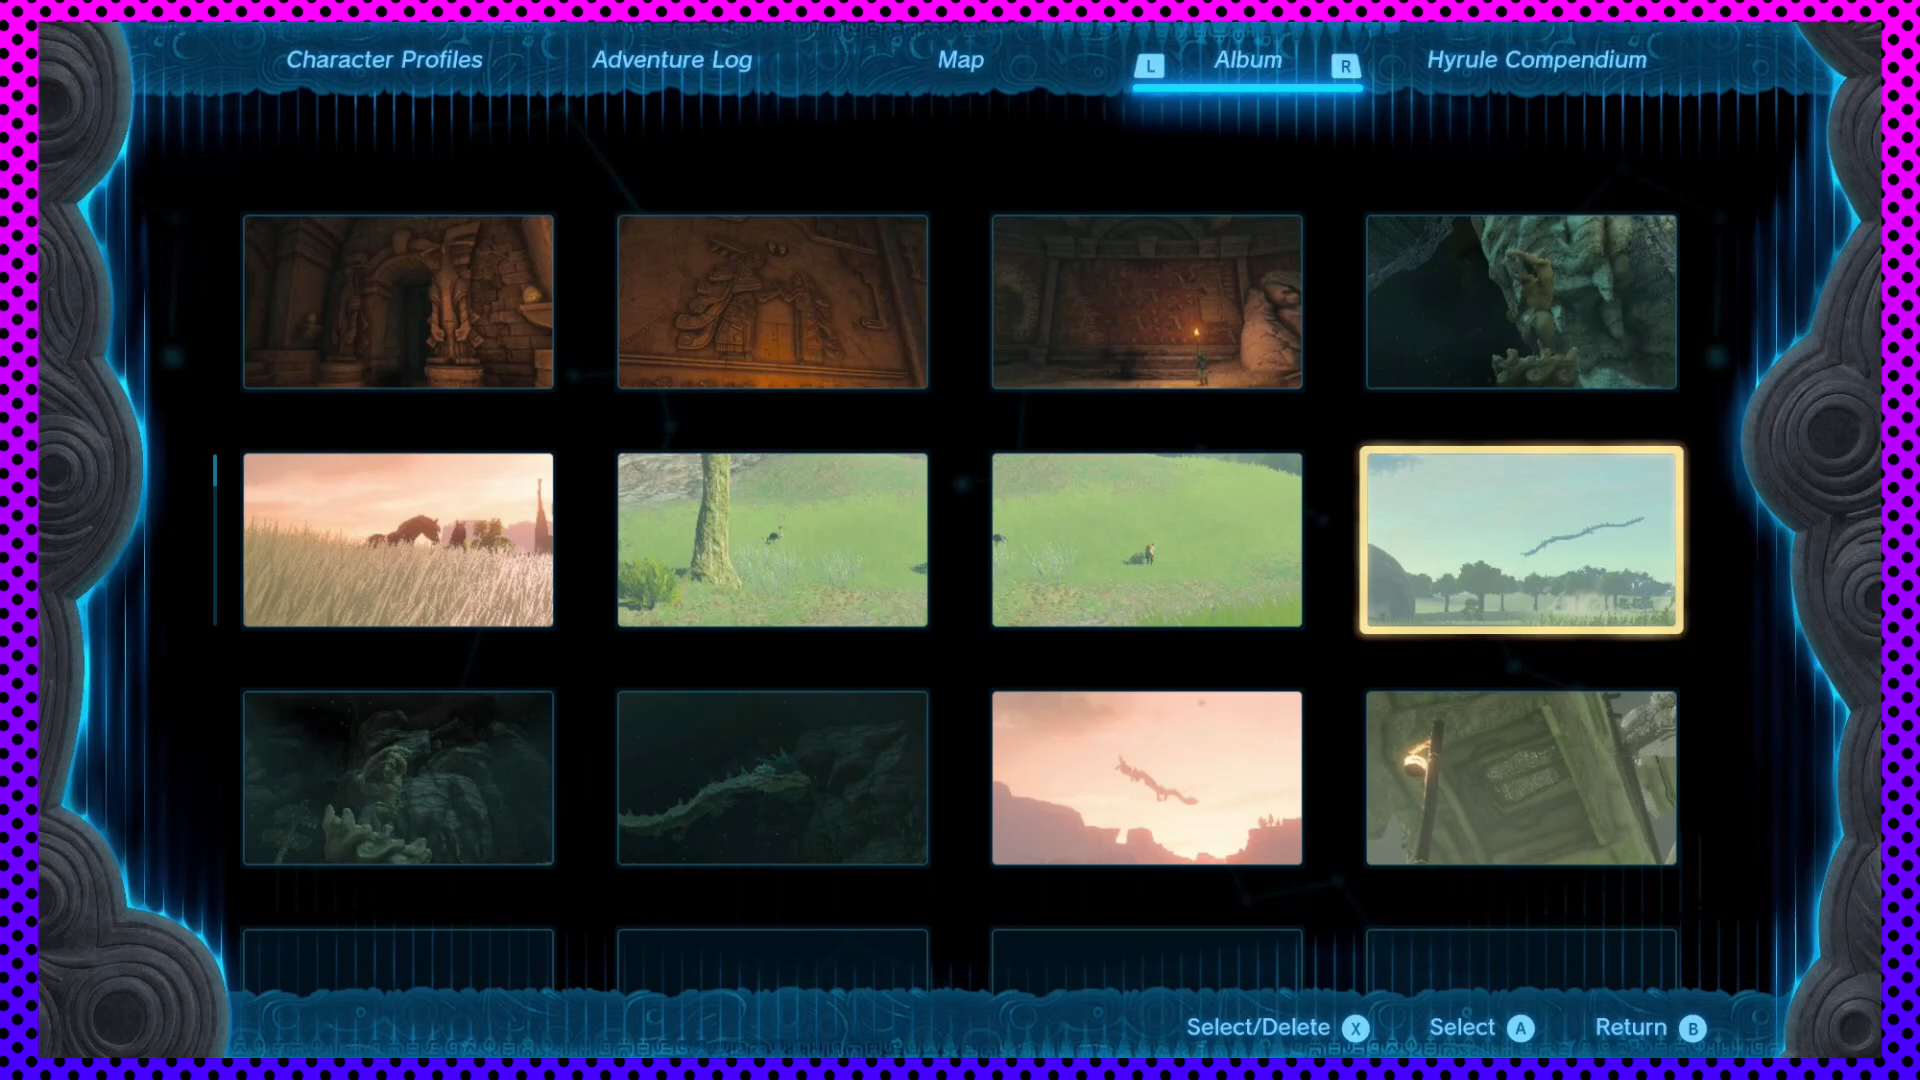 Character Profiles
Adventure Log
Map
L
Album
R
Hyrule Compendium
Select/Delete X
Select A
Return B